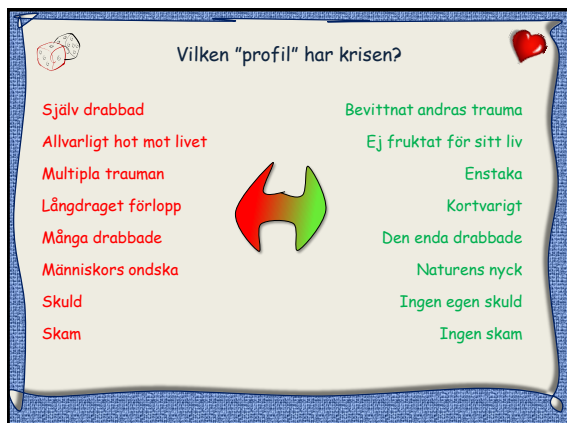 Vilken ”profil” har krisen?
Själv drabbad Bevittnat andras trauma
Allvarligt hot mot livet Ej fruktat för sitt liv
Multipla trauman Enstaka
Långdraget förlopp Kortvarigt
Många drabbade Den enda drabbade
Människors ondska Naturens nyck
Skuld Ingen egen skuld
Skam Ingen skam